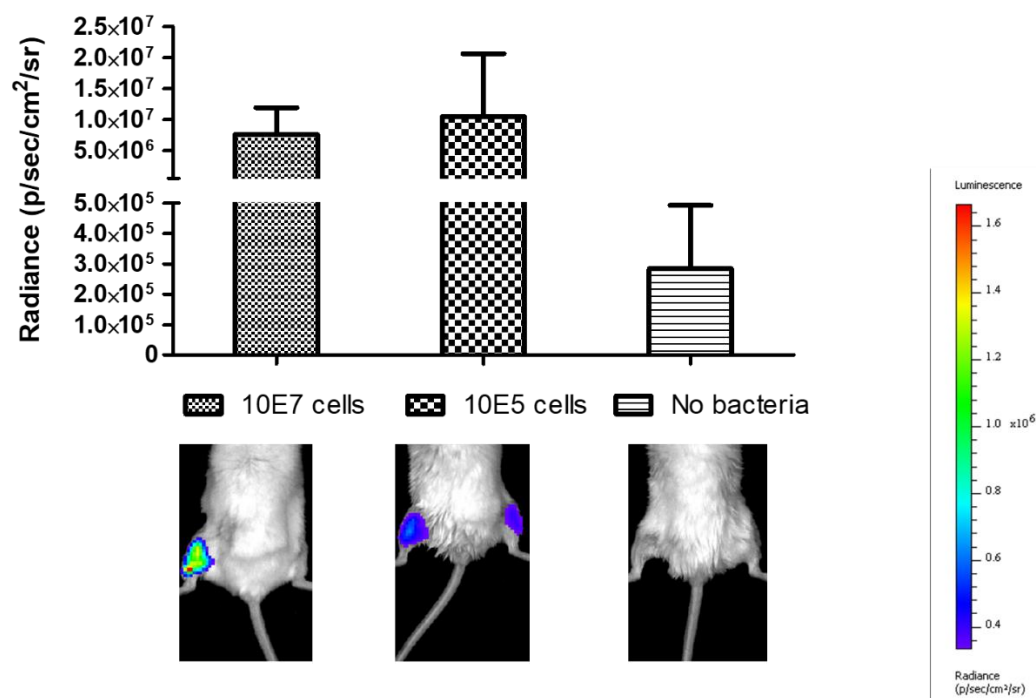 Radiance (p/sec/cm²/sr)
2.5×10⁷
2.0×10⁷
1.5×10⁷
1.0×10⁷
5.0×10⁶
5.0×10⁵
4.0×10⁵
3.0×10⁵
2.0×10⁵
1.0×10⁵
0
10E7 cells 10E5 cells No bacteria
Luminescence
1.6
1.4
1.2
1.0 x10⁶
0.8
0.6
0.4
Radiance
(p/sec/cm²/sr)